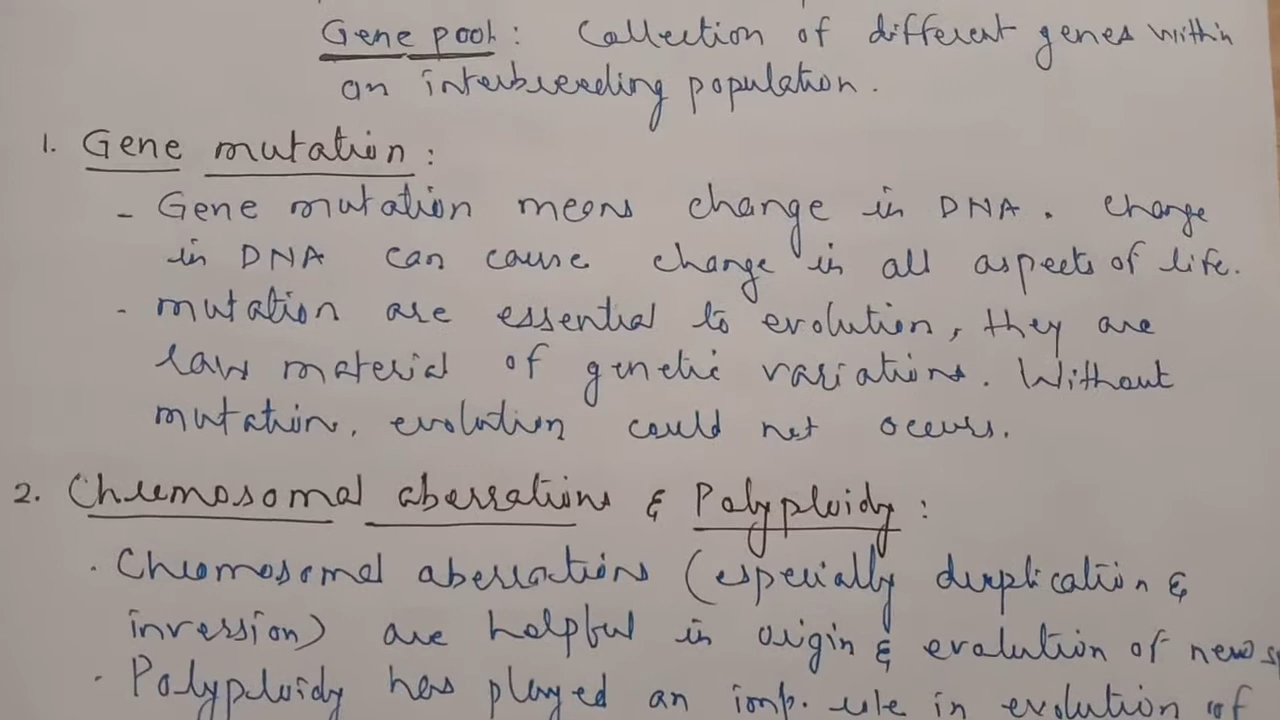 Gene pool: Collection of different genes within
an interbreeding population.
1. Gene mutation:
- Gene mutation means change in DNA. Change
in DNA can cause change in all aspects of life.
- Mutation are essential to evolution, they are
raw material of genetic variations. Without
mutation, evolution could not occurs.
2. Chromosomal aberrations & Polyploidy:
. Chromosomal aberrations (especially duplication &
inversion) are helpful in origin & evolution of new
. Polyploidy has played an imp. role in evolution of